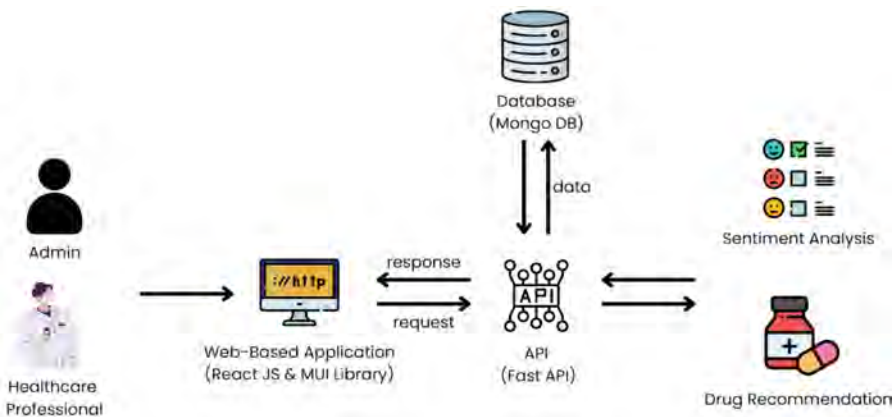 Database
(Mongo DB)
data
Admin
Sentiment Analysis
response
://http
API
request
Web-Based Application
(React JS & MUI Library)
API
(Fast API)
Healthcare
Professional
Drug Recommendation